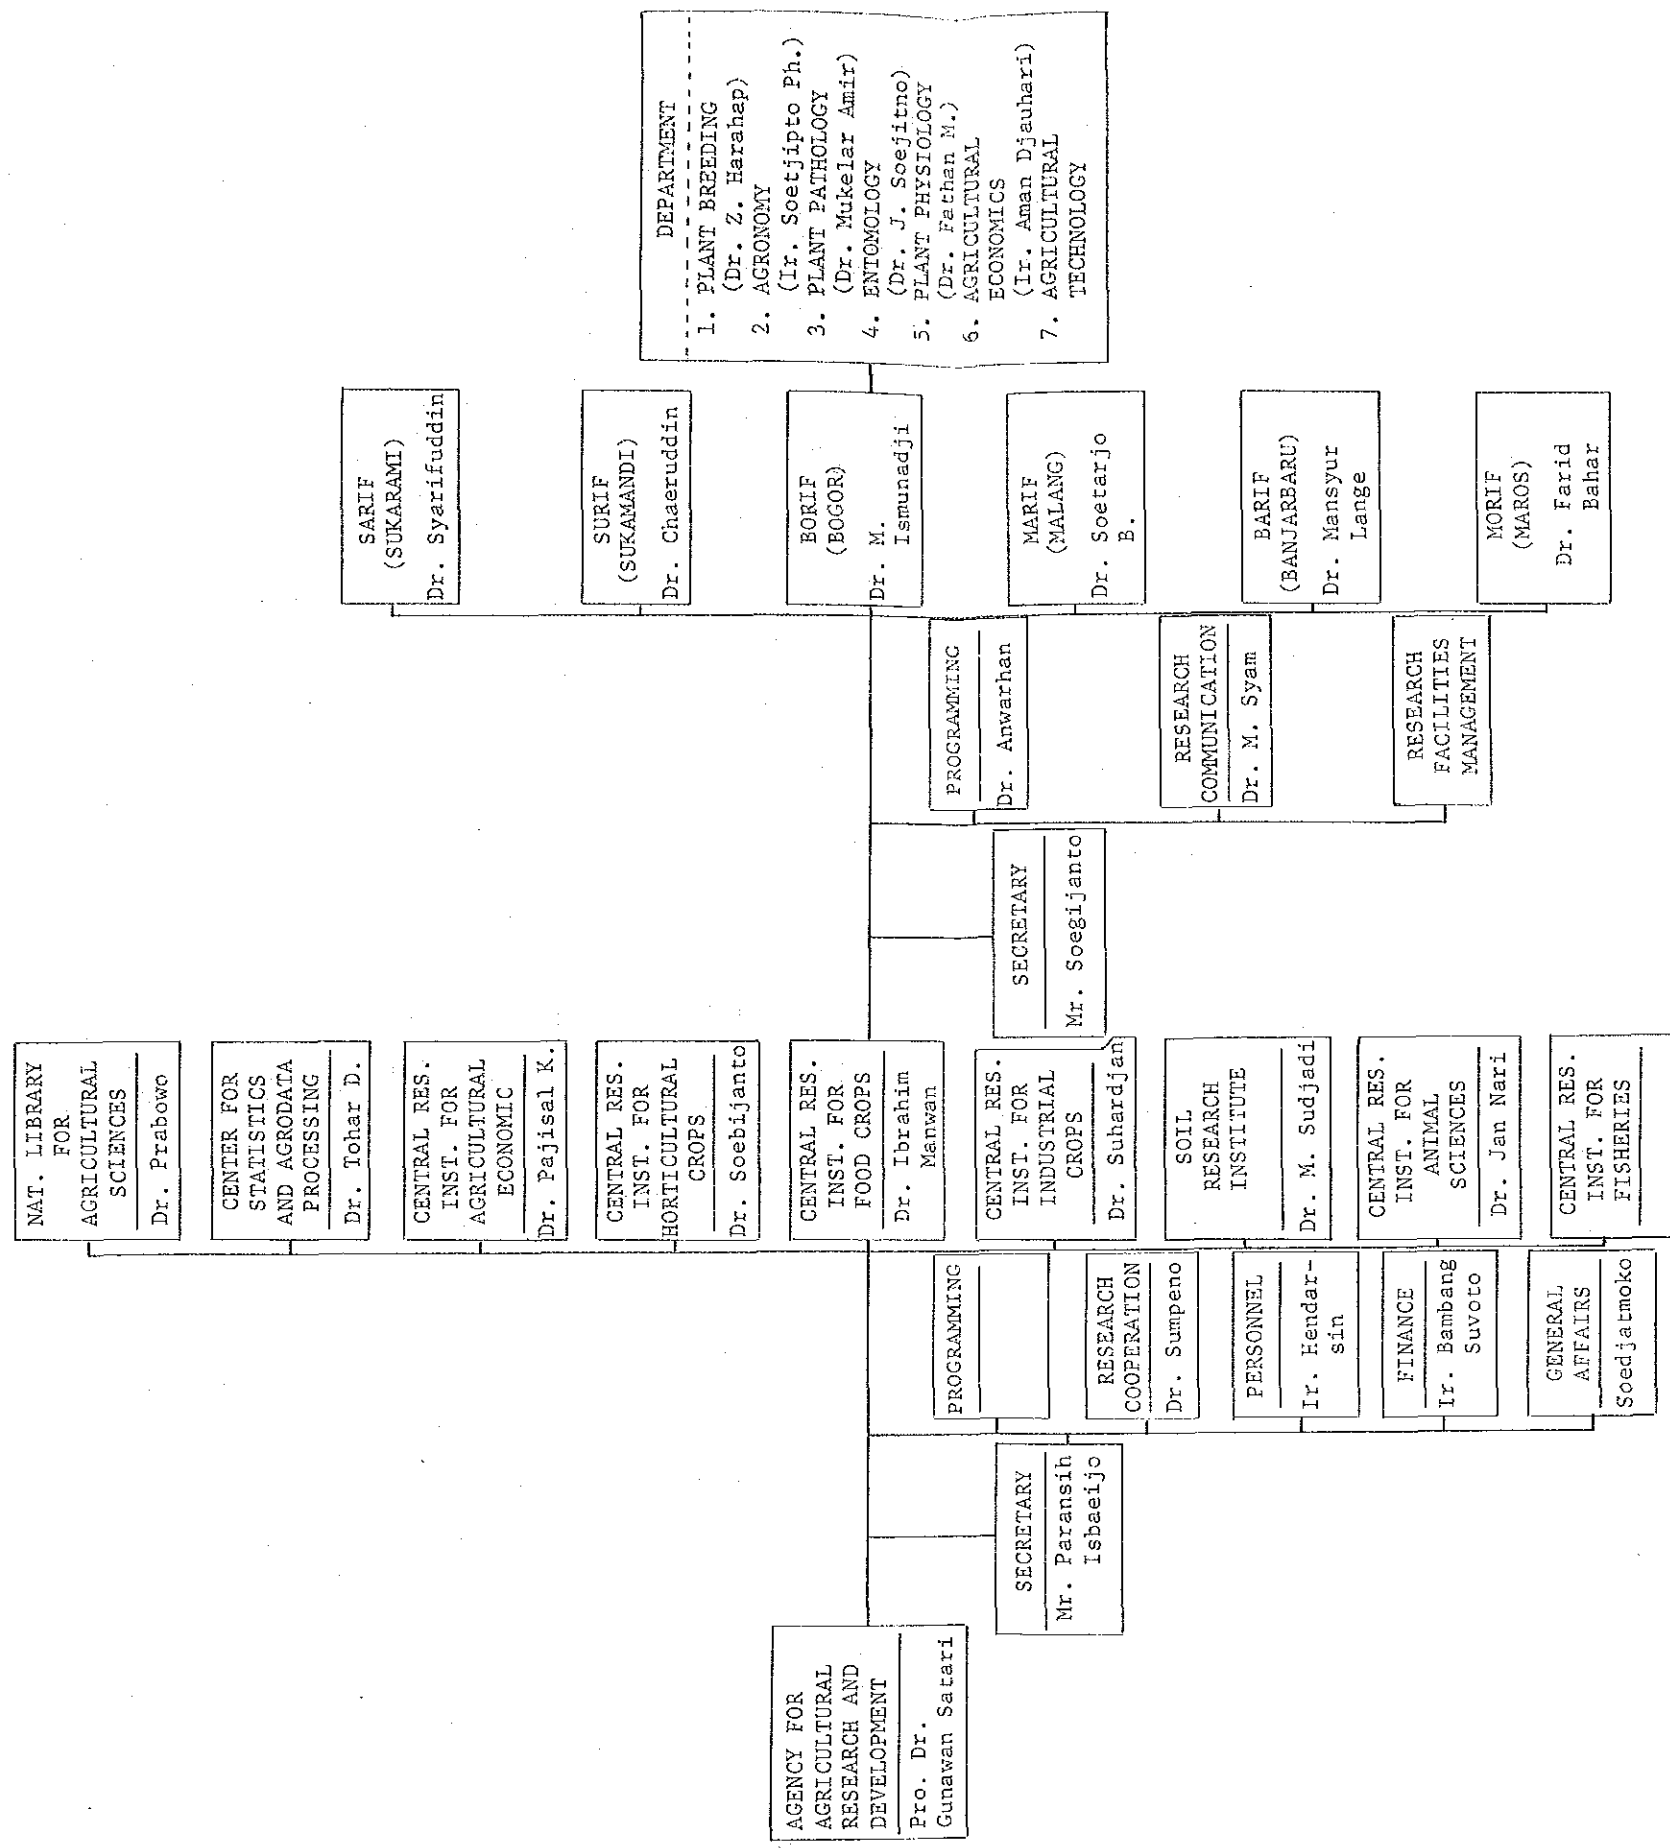 AGENCY FOR
AGRICULTURAL
RESEARCH AND
DEVELOPMENT
Pro. Dr.
Gunawan Satari
SECRETARY
Mr. Paransih
Isbaeijo
PROGRAMMING
RESEARCH
COOPERATION
Dr. Sumpeno
PERSONNEL
Ir. Hendar-
sin
FINANCE
Ir. Bambang
Suvoto
GENERAL
AFFAIRS
Soedjatmoko
NAT. LIBRARY
FOR
AGRICULTURAL
SCIENCES
Dr. Prabowo
CENTER FOR
STATISTICS
AND AGRODATA
PROCESSING
Dr. Tohar D.
CENTRAL RES.
INST. FOR
AGRICULTURAL
ECONOMIC
Dr. Pajisal K.
CENTRAL RES.
INST. FOR
HORTICULTURAL
CROPS
Dr. Soebijanto
CENTRAL RES.
INST. FOR
FOOD CROPS
Dr. Ibrahim
Manwan
CENTRAL RES.
INST. FOR
INDUSTRIAL
CROPS
Dr. Suhardjan
SOIL
RESEARCH
INSTITUTE
Dr. M. Sudjadi
CENTRAL RES.
INST. FOR
ANIMAL
SCIENCES
Dr. Jan Nari
CENTRAL RES.
INST. FOR
FISHERIES
SECRETARY
Mr. Soegijanto
PROGRAMMING
Dr. Anwarhan
RESEARCH
COMMUNICATION
Dr. M. Syam
RESEARCH
FACILITIES
MANAGEMENT
SARIF
(SUKARAMI)
Dr. Syarifuddin
SURIF
(SUKAMANDI)
Dr. Chaeruddin
BORIF
(BOGOR)
Dr. M.
Ismunadji
MARIF
(MALANG)
Dr. Soetarjo
B.
BARIF
(BANJARBARU)
Dr. Mansyur
Lange
MORIF
(MAROS)
Dr. Farid
Bahar
DEPARTMENT
1. PLANT BREEDING
(Dr. Z. Harahap)
2. AGRONOMY
(Ir. Soetjipto Ph.)
3. PLANT PATHOLOGY
(Dr. Mukelar Amir)
4. ENTOMOLOGY
(Dr. J. Soejitno)
5. PLANT PHYSIOLOGY
(Dr. Fathan M.)
6. AGRICULTURAL
ECONOMICS
(Ir. Aman Djauhari)
7. AGRICULTURAL
TECHNOLOGY